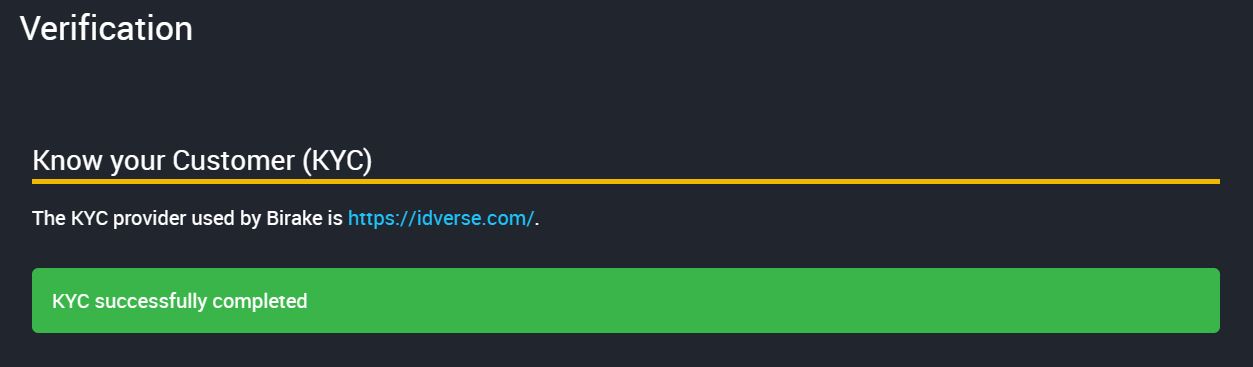 Verification
Know your Customer (KYC)
The KYC provider used by Birake is https://idverse.com/.
KYC successfully completed